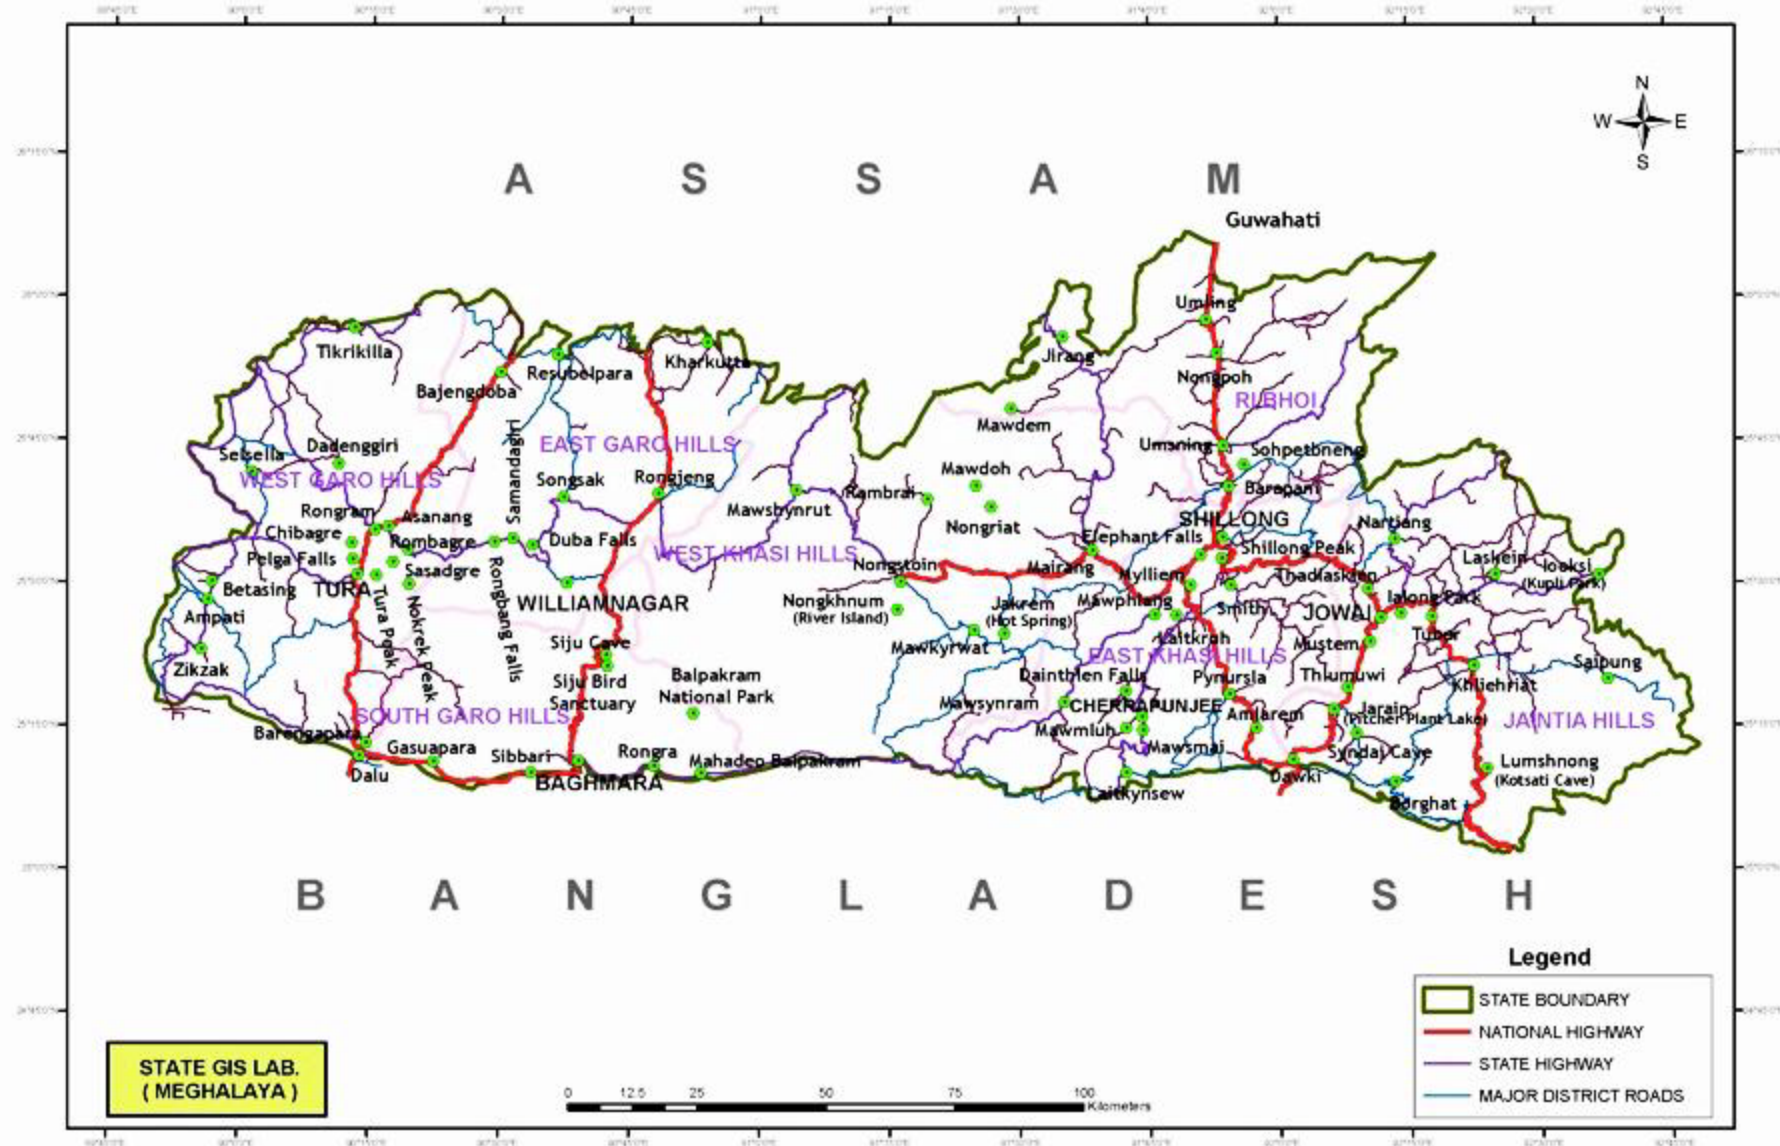 N
W E
S
A S S A M
Guwahati
Umling
Tikrikilla
Kharkutta
Jirang
Resubelpara
Bajengdoba
Nongpoh
RI BHOI
Mawdem
EAST GARO HILLS
Umsning
Sohpetbneng
Dadenggiri
Selsella
WEST GARO HILLS
Songsak
Rongjeng
Mawdoh
Rambrai
Barapani
Samandesih
Mawshynrut
Rongram
Asanang
Nongriat
SHILLONG
Nartiang
Chibagre
Rombagre
Duba Falls
Elephant Falls
Shillong Peak
Pelga Falls
WEST KHASI HILLS
Nongstoin
Laskein
Iooksi
(Kupli Park)
Sasadgre
Mairang
Mylliem
Thadlaskien
Betasing
TURA
WILLIAMNAGAR
Nongkhnum
(River Island)
Jakrem
(Hot Spring)
Mawphlang
Smith
JOWAI
Ialong Park
Ampati
Tura Peak
Nokrek Peak
Rongbang Falls
Siju Cave
Mawkyrwat
Laitkroh
Mustem
Tuber
Zikzak
EAST KHASI HILLS
Saipung
Siju Bird
Sanctuary
Balpakram
National Park
Dainthlen Falls
Pynursla
Thlumuwi
Khliehriat
SOUTH GARO HILLS
Mawsynram
CHERRAPUNJEE
Amlarem
Jarain
(Pitcher Plant Lake)
JAINTIA HILLS
Barengapara
Mawmluh
Gasuapara
Sibbari
Rongra
Mahadeo
Balpakram
Mawsmai
Syndai Cave
Lumshnong
(Kotsati Cave)
Dalu
BAGHMARA
Dawki
Laitkynsew
Borghat
B A N G L A D E S H
Legend
STATE BOUNDARY
NATIONAL HIGHWAY
STATE HIGHWAY
MAJOR DISTRICT ROADS
STATE GIS LAB.
( MEGHALAYA )
0 12.5 25 50 75 100
Kilometers